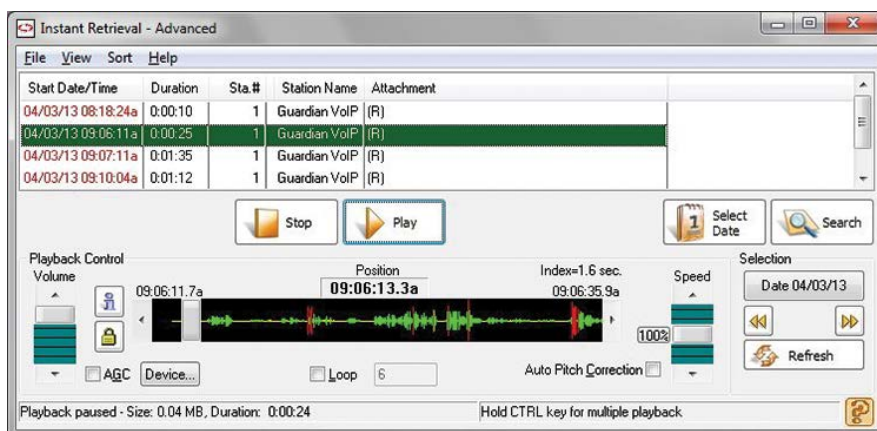 Instant Retrieval - Advanced
File View Sort Help
Start Date/Time Duration Sta.# Station Name Attachment
04/03/13 08:18:24a 0:00:10 1 Guardian VoIP (R)
04/03/13 09:06:11a 0:00:25 1 Guardian VoIP (R)
04/03/13 09:07:11a 0:01:35 1 Guardian VoIP (R)
04/03/13 09:10:04a 0:01:12 1 Guardian VoIP (R)
Stop Play 1 Select Date Search
Playback Control Selection
Volume Position Index=1.6 sec. Speed
09:06:11.7a 09:06:13.3a 09:06:35.9a Date 04/03/13
100%
Refresh
AGC Device... Loop 6 Auto Pitch Correction
Playback paused - Size: 0.04 MB, Duration: 0:00:24 Hold CTRL key for multiple playback